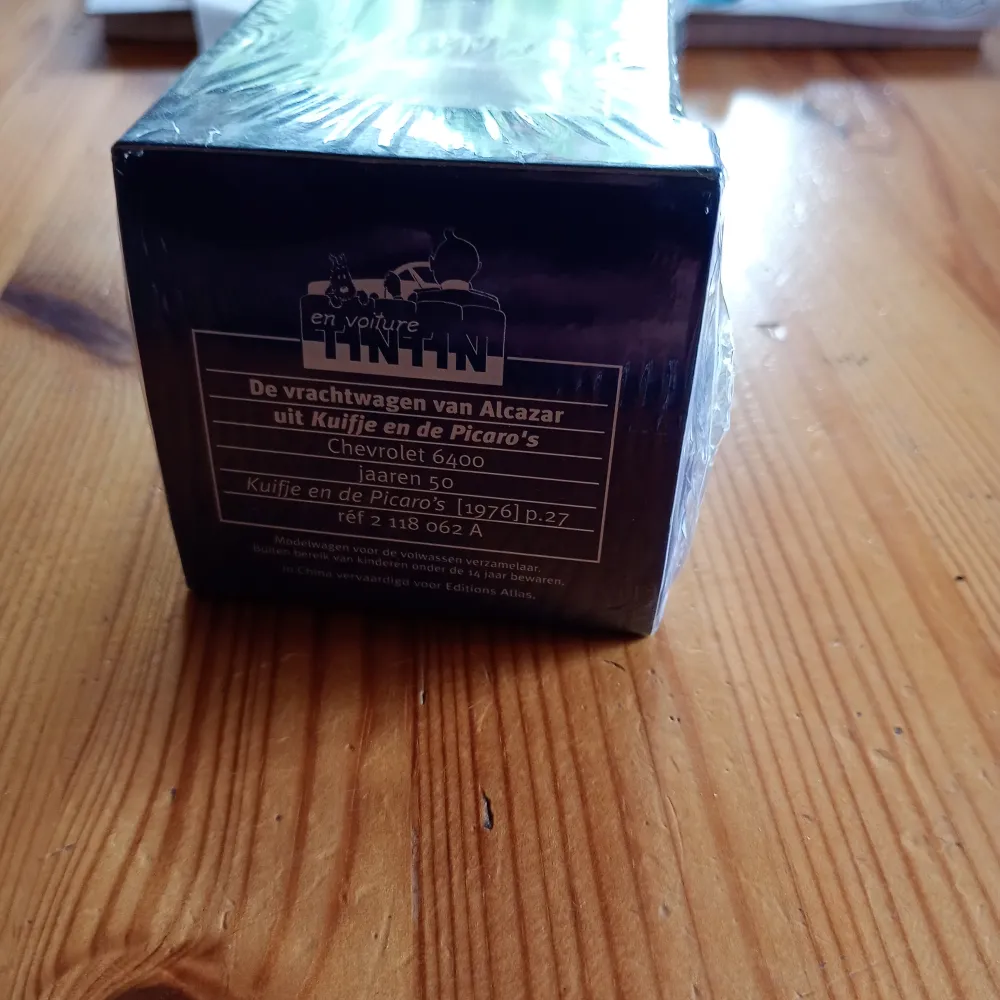 en voiture
TINTIN
De vrachtwagen van Alcazar
uit Kuifje en de Picaro's
Chevrolet 6400
jaaren 50
Kuifje en de Picaro's [1976] p.27
réf 2 118 062 A
Modelwagen voor de volwassen verzamelaar.
Buiten bereik van kinderen onder de 14 jaar bewaren.
In China vervaardigd voor Editions Atlas.